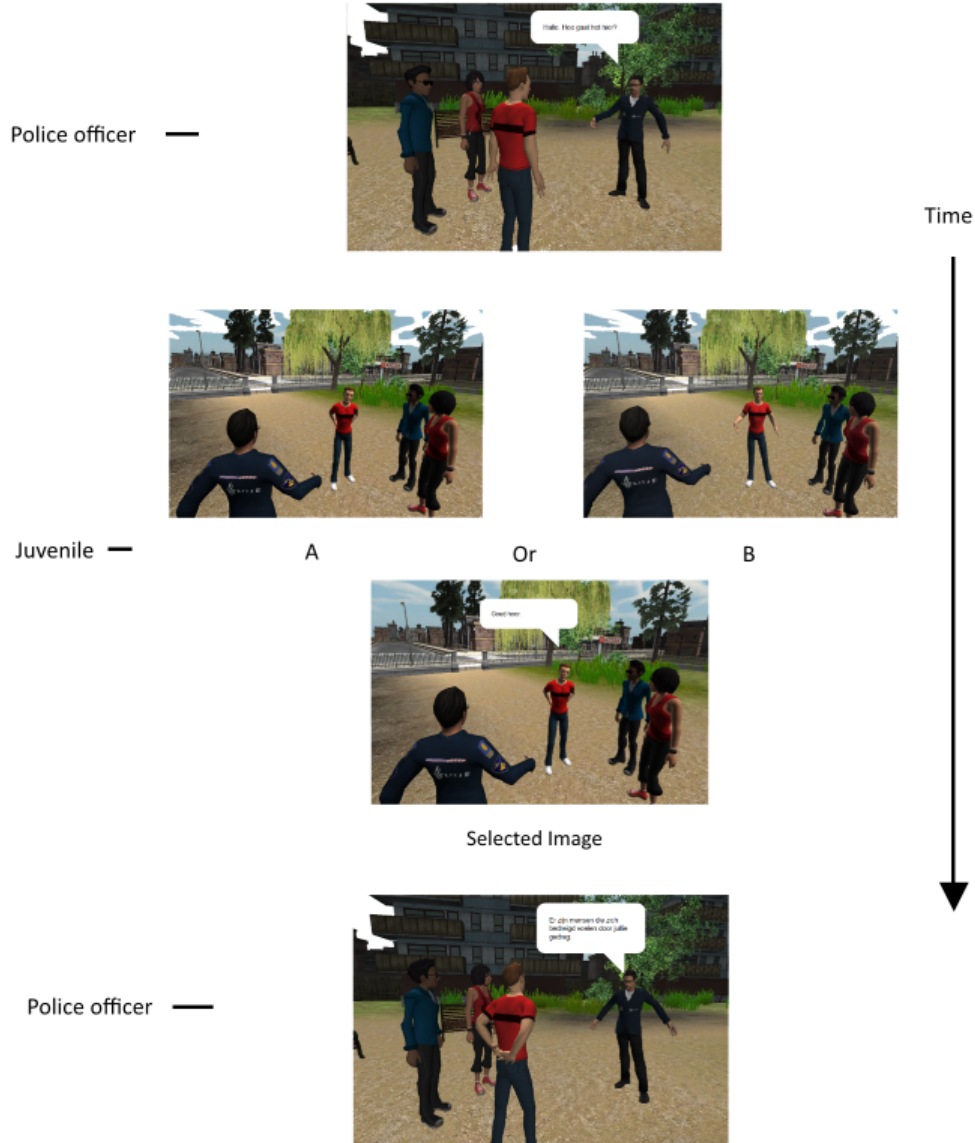 Hallo. Hoe gaat het hier?
Police officer
Time
Juvenile
A
Or
B
Goed hoor.
Selected Image
Er zijn mensen die zich
bedreigd voelen door jullie
gedrag.
Police officer